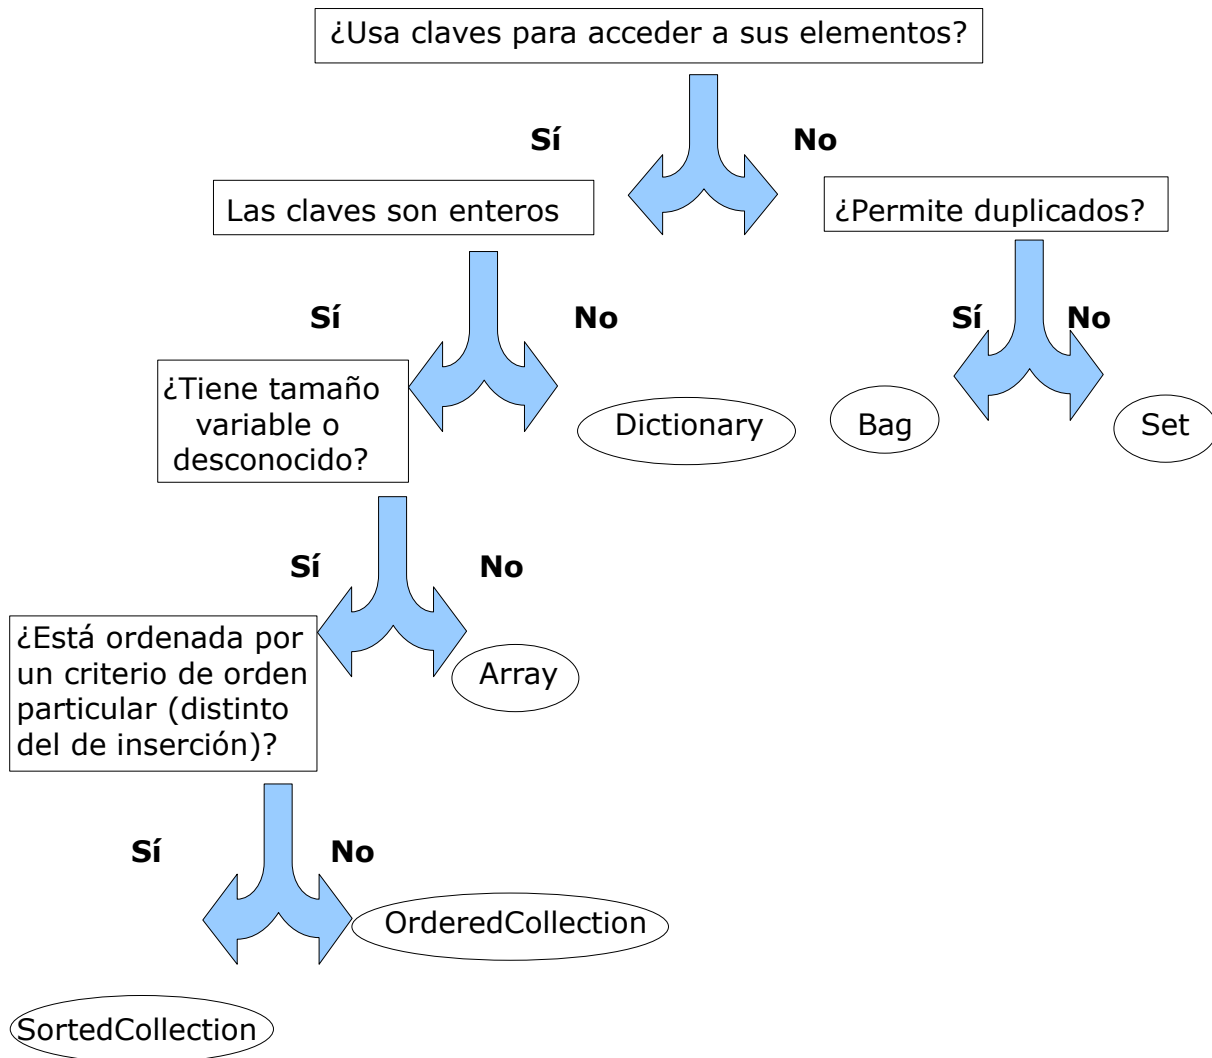 ¿Usa claves para acceder a sus elementos?
Sí
No
Las claves son enteros
¿Permite duplicados?
Sí
No
Sí
No
¿Tiene tamaño
variable o
desconocido?
Dictionary
Bag
Set
Sí
No
¿Está ordenada por
un criterio de orden
particular (distinto
del de inserción)?
Array
Sí
No
OrderedCollection
SortedCollection